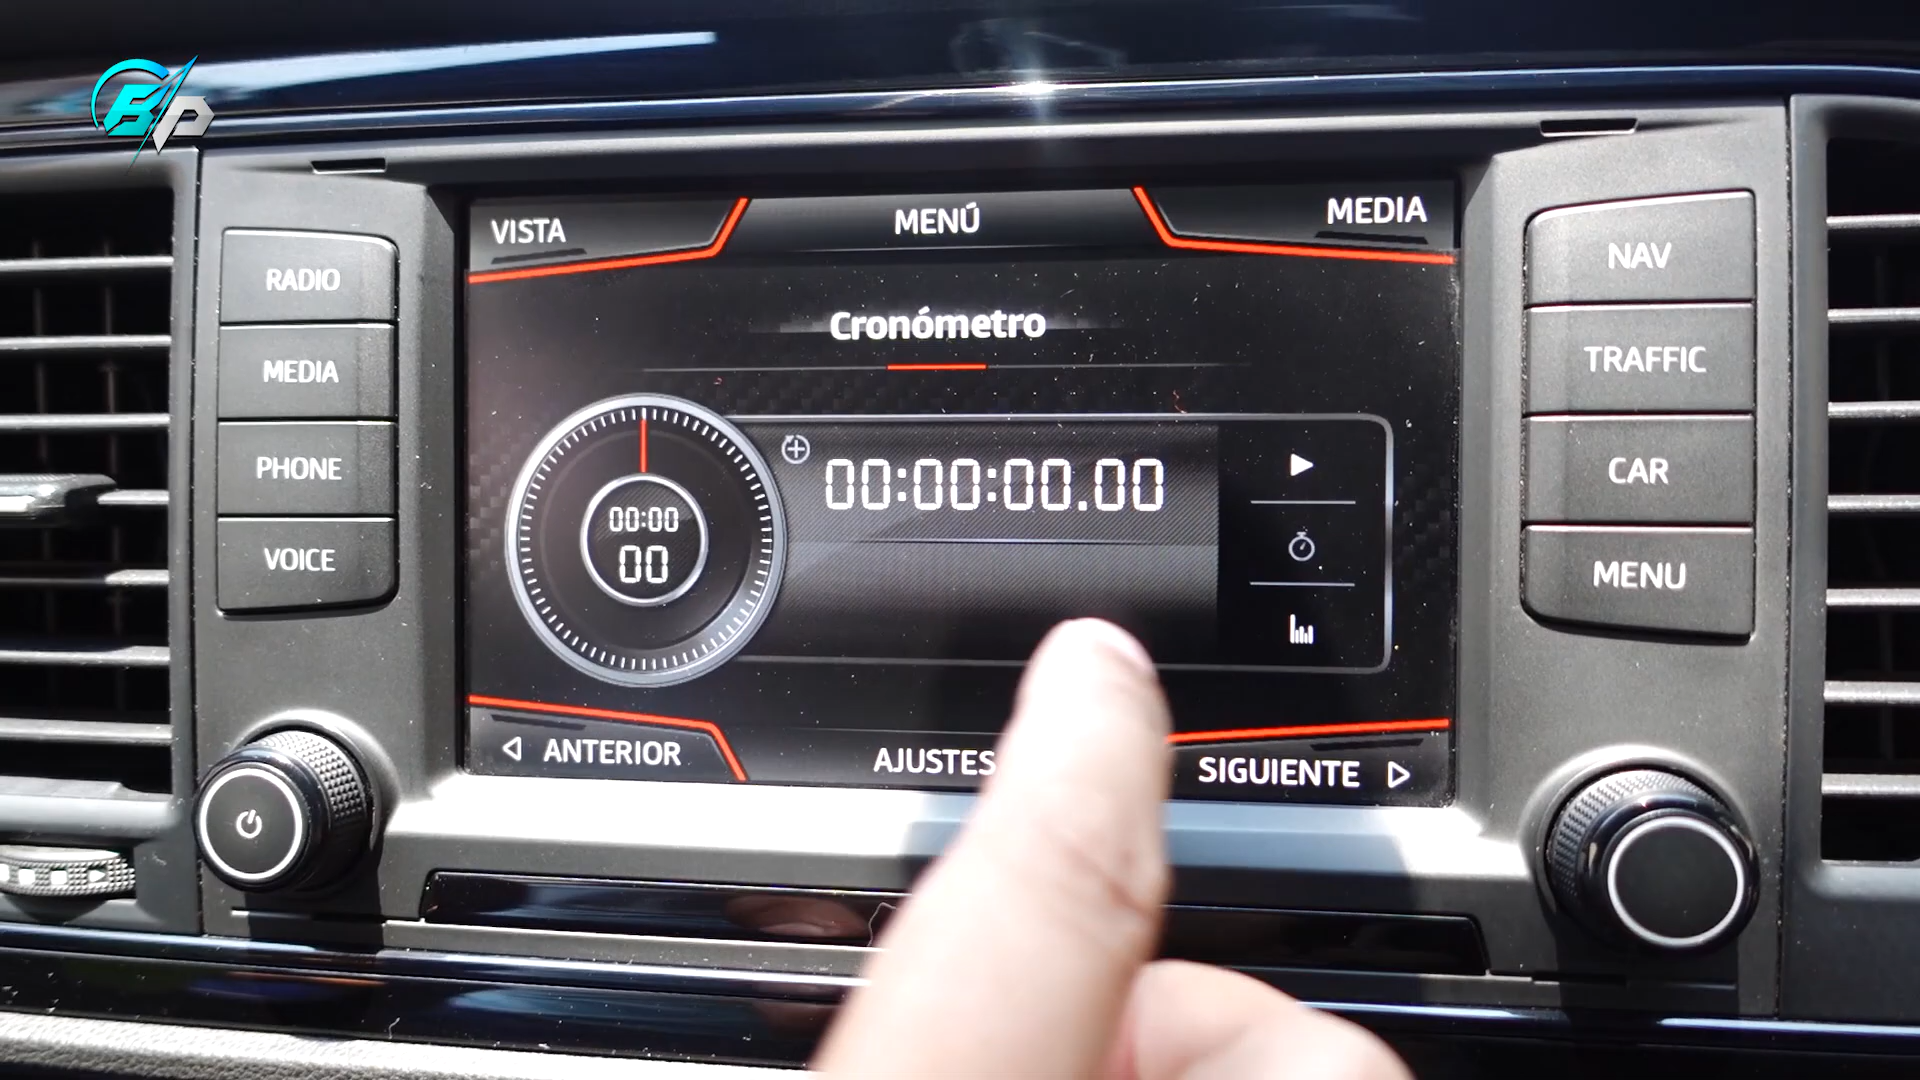 BP
VISTA
MENÚ
MEDIA
Cronómetro
00:00:00.00
00:00
00
ANTERIOR
AJUSTES
SIGUIENTE
RADIO
MEDIA
PHONE
VOICE
NAV
TRAFFIC
CAR
MENU